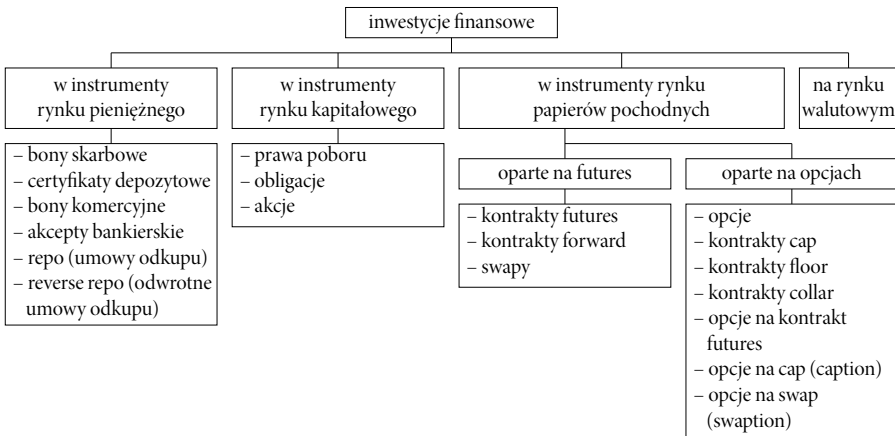 inwestycje finansowe
w instrumenty
rynku pieniężnego
w instrumenty
rynku kapitałowego
w instrumenty rynku
papierów pochodnych
na rynku
walutowym
– bony skarbowe
– certyfikaty depozytowe
– bony komercyjne
– akcepty bankierskie
– repo (umowy odkupu)
– reverse repo (odwrotne
umowy odkupu)
– prawa poboru
– obligacje
– akcje
oparte na futures
– kontrakty futures
– kontrakty forward
– swapy
oparte na opcjach
– opcje
– kontrakty cap
– kontrakty floor
– kontrakty collar
– opcje na kontrakt
futures
– opcje na cap (caption)
– opcje na swap
(swaption)